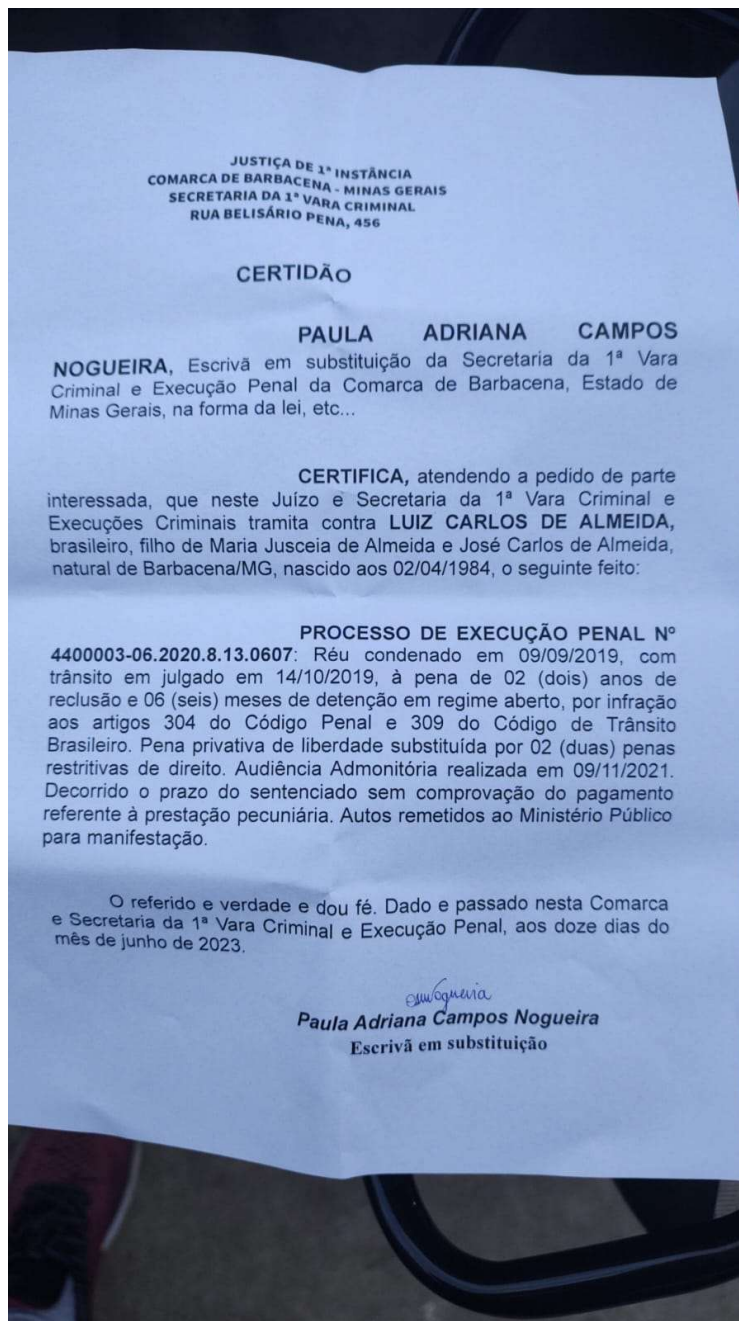 JUSTIÇA DE 1ª INSTÂNCIA
COMARCA DE BARBACENA - MINAS GERAIS
SECRETARIA DA 1ª VARA CRIMINAL
RUA BELISÁRIO PENA, 456
CERTIDÃO
PAULA ADRIANA CAMPOS
NOGUEIRA, Escrivã em substituição da Secretaria da 1ª Vara
Criminal e Execução Penal da Comarca de Barbacena, Estado de
Minas Gerais, na forma da lei, etc...
CERTIFICA, atendendo a pedido de parte
interessada, que neste Juízo e Secretaria da 1ª Vara Criminal e
Execuções Criminais tramita contra LUIZ CARLOS DE ALMEIDA,
brasileiro, filho de Maria Jusceia de Almeida e José Carlos de Almeida,
natural de Barbacena/MG, nascido aos 02/04/1984, o seguinte feito:
PROCESSO DE EXECUÇÃO PENAL Nº
4400003-06.2020.8.13.0607: Réu condenado em 09/09/2019, com
trânsito em julgado em 14/10/2019, à pena de 02 (dois) anos de
reclusão e 06 (seis) meses de detenção em regime aberto, por infração
aos artigos 304 do Código Penal e 309 do Código de Trânsito
Brasileiro. Pena privativa de liberdade substituída por 02 (duas) penas
restritivas de direito. Audiência Admonitória realizada em 09/11/2021.
Decorrido o prazo do sentenciado sem comprovação do pagamento
referente à prestação pecuniária. Autos remetidos ao Ministério Público
para manifestação.
O referido e verdade e dou fé. Dado e passado nesta Comarca
e Secretaria da 1ª Vara Criminal e Execução Penal, aos doze dias do
mês de junho de 2023.
Paula Adriana Campos Nogueira
Escrivã em substituição